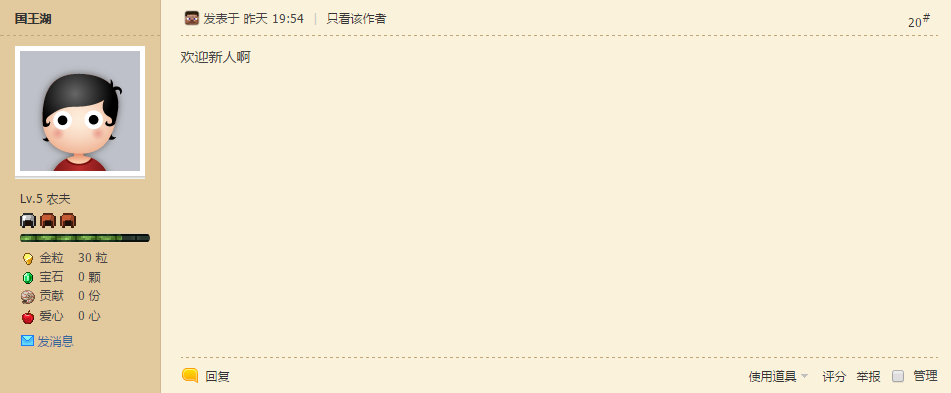 国王湖
发表于 昨天 19:54 | 只看该作者
20#
欢迎新人啊
Lv.5 农夫
金粒 30 粒
宝石 0 颗
贡献 0 份
爱心 0 心
发消息
回复
使用道具 评分 举报 管理